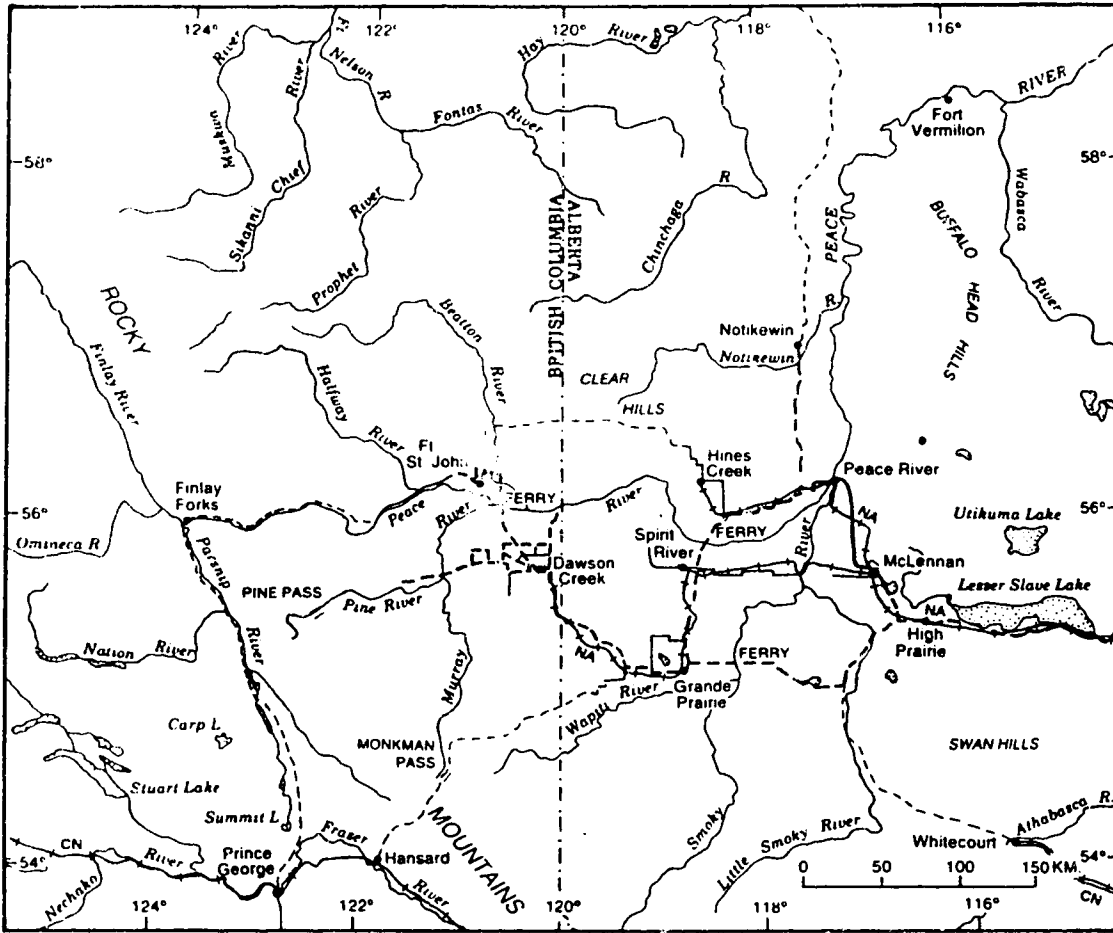 124°
122°
120°
118°
116°
River
Muskwa
River
Sikanni Chief
Ft
Nelson R
Fontas River
Hay River
RIVER
Fort
Vermilion
58°
58°
Wabasca
River
Prophet River
Chinchaga R
BRITISH COLUMBIA
ALBERTA
PEACE
R
BUFFALO HEAD HILLS
ROCKY
Finlay River
Beatton
River
Halfway
River
CLEAR
HILLS
Notikewin
Notikewin
Ft
St. John
Hines
Creek
Peace River
Finlay
Forks
Peace
River
FERRY
River
FERRY
River
NA
56°
56°
Omineca R
Parsnip
River
PINE PASS
Pine River
Dawson
Creek
Spirit
River
McLennan
Utikuma Lake
Lesser Slave Lake
NA
High
Prairie
Nation River
Murray
NA
FERRY
Grande
Prairie
Wapiti River
Carp L
Stuart Lake
Summit L
MONKMAN
PASS
MOUNTAINS
SWAN HILLS
Smoky
Little Smoky River
Whitecourt
Athabasca R
54°
CN
River
Nechako
Prince
George
Fraser
Hansard
River
0 50 100 150 KM
54°
CN
124°
122°
120°
118°
116°